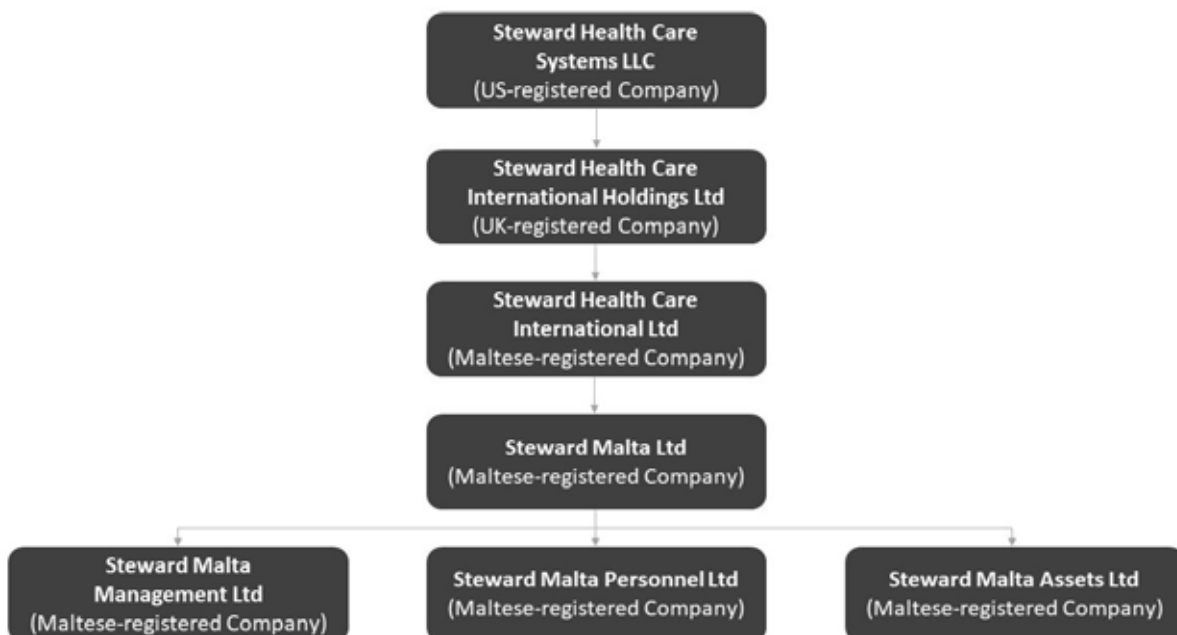 Steward Health Care
Systems LLC
(US-registered Company)
Steward Health Care
International Holdings Ltd
(UK-registered Company)
Steward Health Care
International Ltd
(Maltese-registered Company)
Steward Malta Ltd
(Maltese-registered Company)
Steward Malta
Management Ltd
(Maltese-registered Company)
Steward Malta Personnel Ltd
(Maltese-registered Company)
Steward Malta Assets Ltd
(Maltese-registered Company)